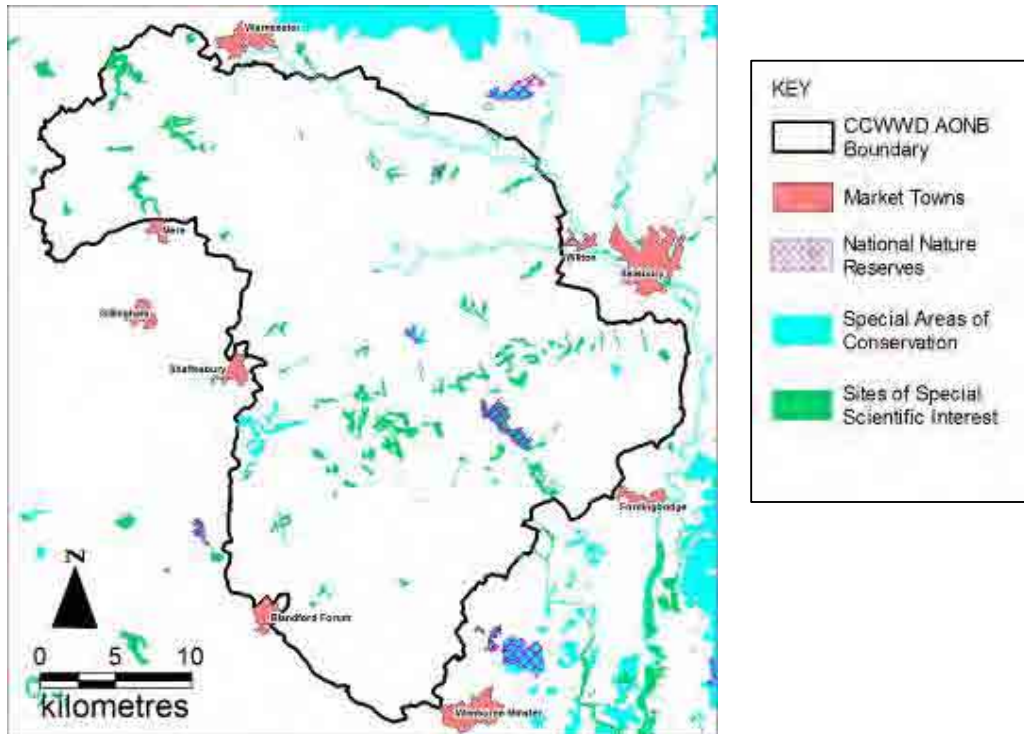 Warminster
Mere
Wilton
Salisbury
Gillingham
Shaftesbury
Fordingbridge
Blandford Forum
Wimborne Minster
N
0 5 10
kilometres
KEY
CCWWD AONB
Boundary
Market Towns
National Nature
Reserves
Special Areas of
Conservation
Sites of Special
Scientific Interest